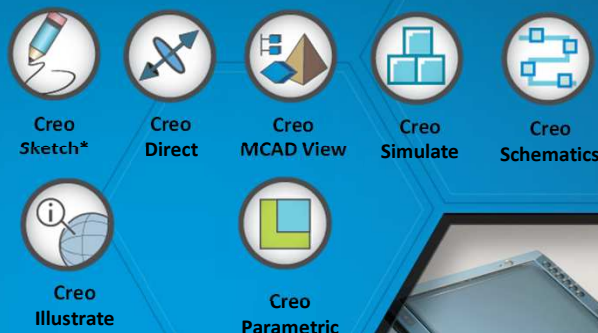 Creo
Sketch*
Creo
Direct
Creo
MCAD View
Creo
Simulate
Creo
Schematics
i
Creo
Illustrate
Creo
Parametric